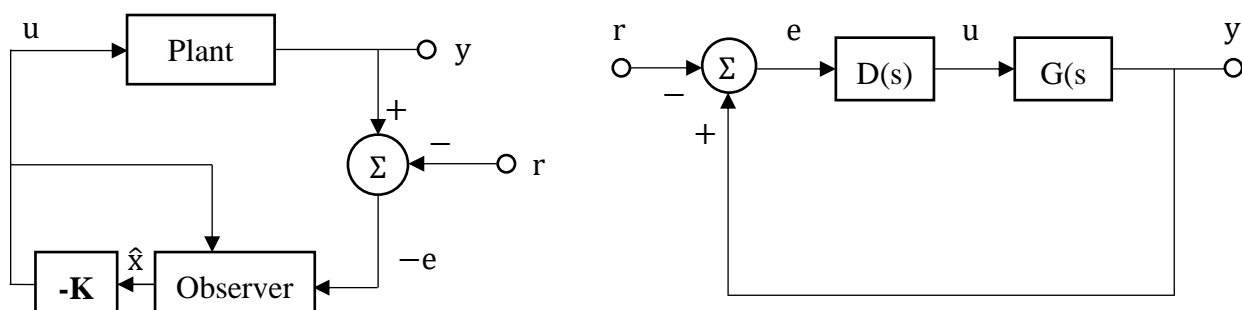 u
Plant
y
+
−
Σ
r
−e
x̂
-K
Observer
r
−
+
Σ
e
D(s)
u
G(s
y